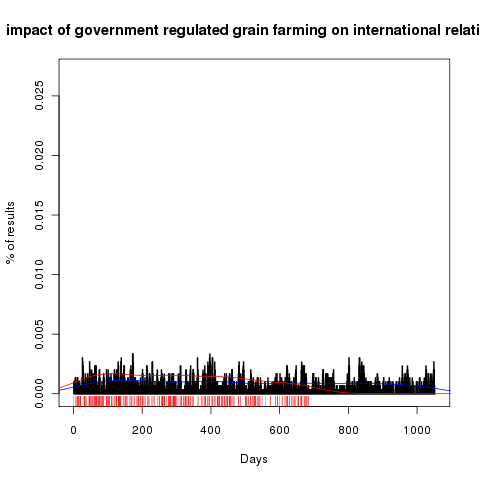 impact of government regulated grain farming on international relati
% of results
0.025
0.020
0.015
0.010
0.005
0.000
0 200 400 600 800 1000
Days